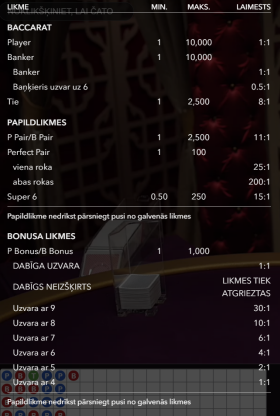 LIKME MIN. MAKS. LAIMESTS
NOKLIKŠĶINIET, LAI ČATO
BACCARAT
Player 1 10,000 1:1
Banker 1 10,000
Banker 1:1
Baņķieris uzvar uz 6 0.5:1
Tie 1 2,500 8:1
PAPILDLIKMES
P Pair/B Pair 1 2,500 11:1
Perfect Pair 1 100
viena roka 25:1
abas rokas 200:1
Super 6 0.50 250 15:1
Papildlikme nedrīkst pārsniegt pusi no galvenās likmes
BONUSA LIKMES
P Bonus/B Bonus 1 1,000
DABĪGA UZVARA 1:1
DABĪGS NEIZŠĶIRTS LIKMES TIEK
ATGRIEZTAS
Uzvara ar 9 30:1
Uzvara ar 8 10:1
Uzvara ar 7 6:1
Uzvara ar 6 4:1
Uzvara ar 5 2:1
Uzvara ar 4 1:1
Papildlikme nedrīkst pārsniegt pusi no galvenās likmes